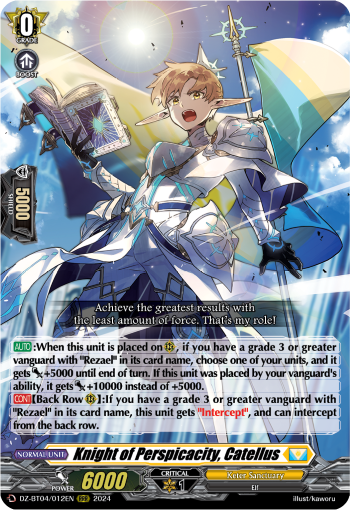 0
GRADE
BOOST
5000
SHIELD
Achieve the greatest results with
the least amount of force. That's my role!
AUTO:When this unit is placed on , if you have a grade 3 or greater
vanguard with "Rezael" in its card name, choose one of your units, and it
gets +5000 until end of turn. If this unit was placed by your vanguard's
ability, it gets +10000 instead of +5000.
CONT [Back Row ]:If you have a grade 3 or greater vanguard with
"Rezael" in its card name, this unit gets "Intercept", and can intercept
from the back row.
NORMAL UNIT
Knight of Perspicacity, Catellus
POWER 6000
CRITICAL
1
Keter Sanctuary
Elf
DZ-BT04/012EN RRR 2024
illust/kaworu